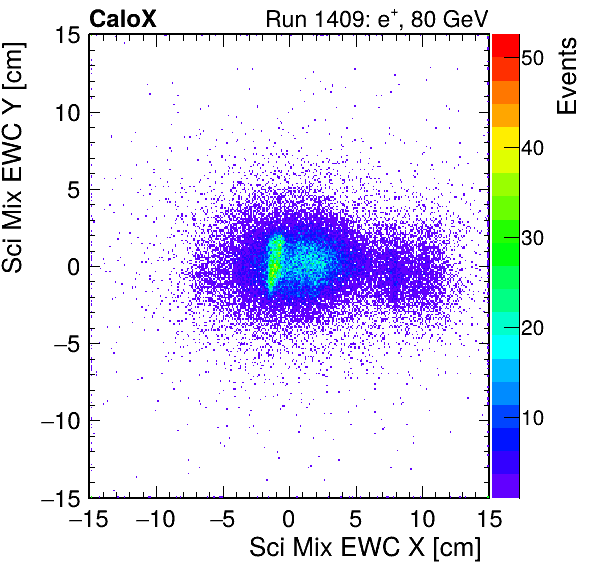 CaloX Run 1409: e+, 80 GeV
Sci Mix EWC Y [cm]
15
10
5
0
−5
−10
−15
−15 −10 −5 0 5 10 15
Sci Mix EWC X [cm]
50
40
30
20
10
Events